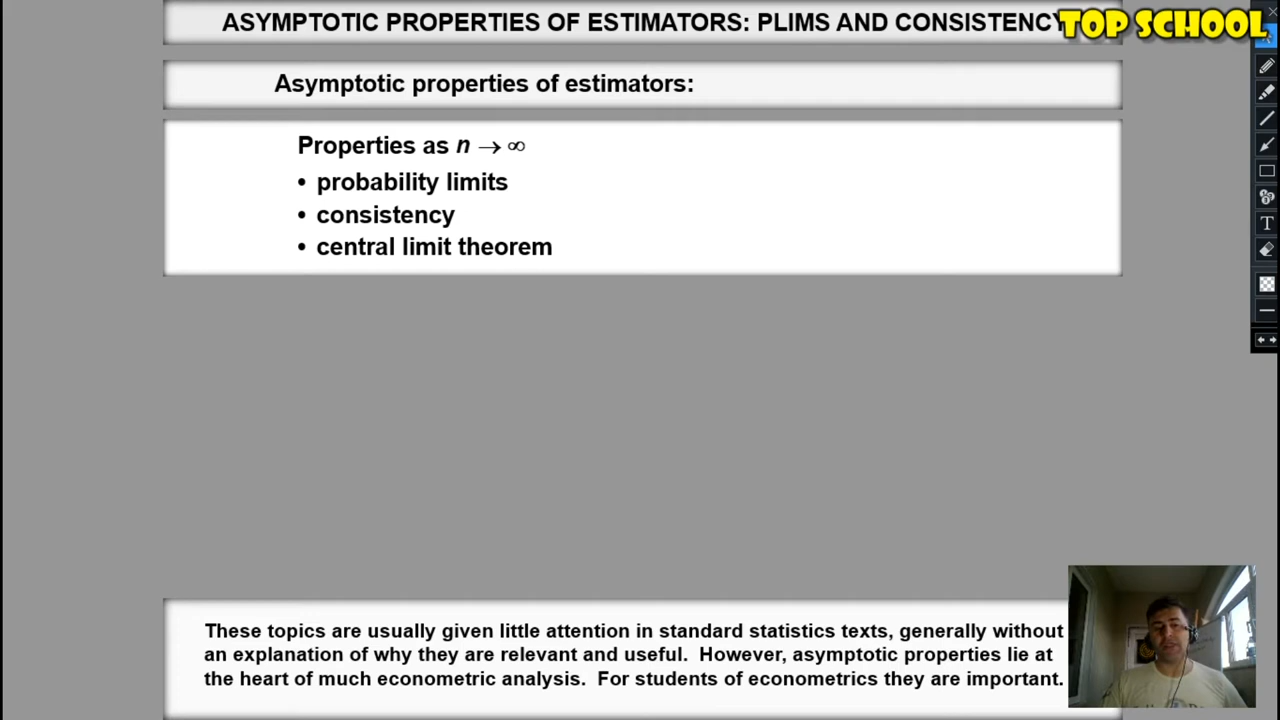 ASYMPTOTIC PROPERTIES OF ESTIMATORS: PLIMS AND CONSISTENCY
TOP SCHOOL
Asymptotic properties of estimators:
Properties as n → ∞
• probability limits
• consistency
• central limit theorem
These topics are usually given little attention in standard statistics texts, generally without
an explanation of why they are relevant and useful. However, asymptotic properties lie at
the heart of much econometric analysis. For students of econometrics they are important.
T